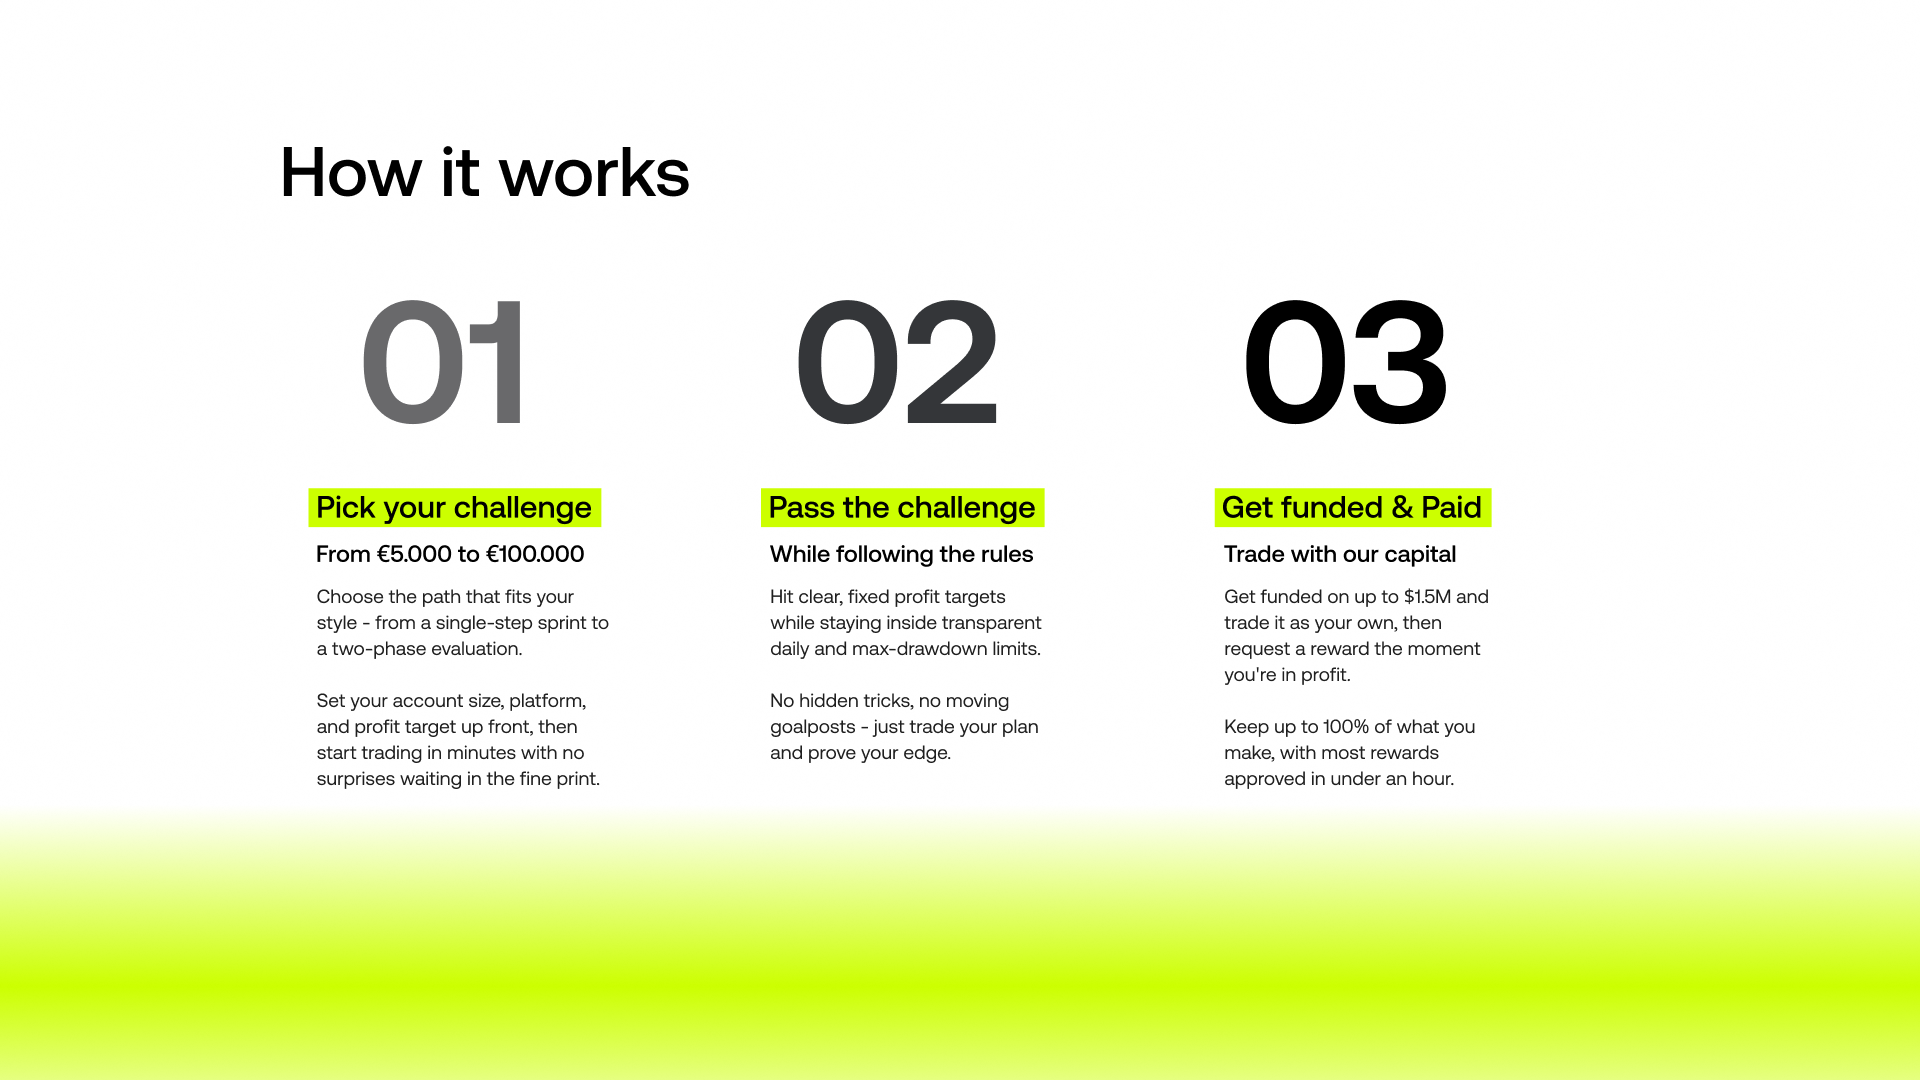 How it works
01
Pick your challenge
From €5.000 to €100.000
Choose the path that fits your
style - from a single-step sprint to
a two-phase evaluation.
Set your account size, platform,
and profit target up front, then
start trading in minutes with no
surprises waiting in the fine print.
02
Pass the challenge
While following the rules
Hit clear, fixed profit targets
while staying inside transparent
daily and max-drawdown limits.
No hidden tricks, no moving
goalposts - just trade your plan
and prove your edge.
03
Get funded & Paid
Trade with our capital
Get funded on up to $1.5M and
trade it as your own, then
request a reward the moment
you're in profit.
Keep up to 100% of what you
make, with most rewards
approved in under an hour.